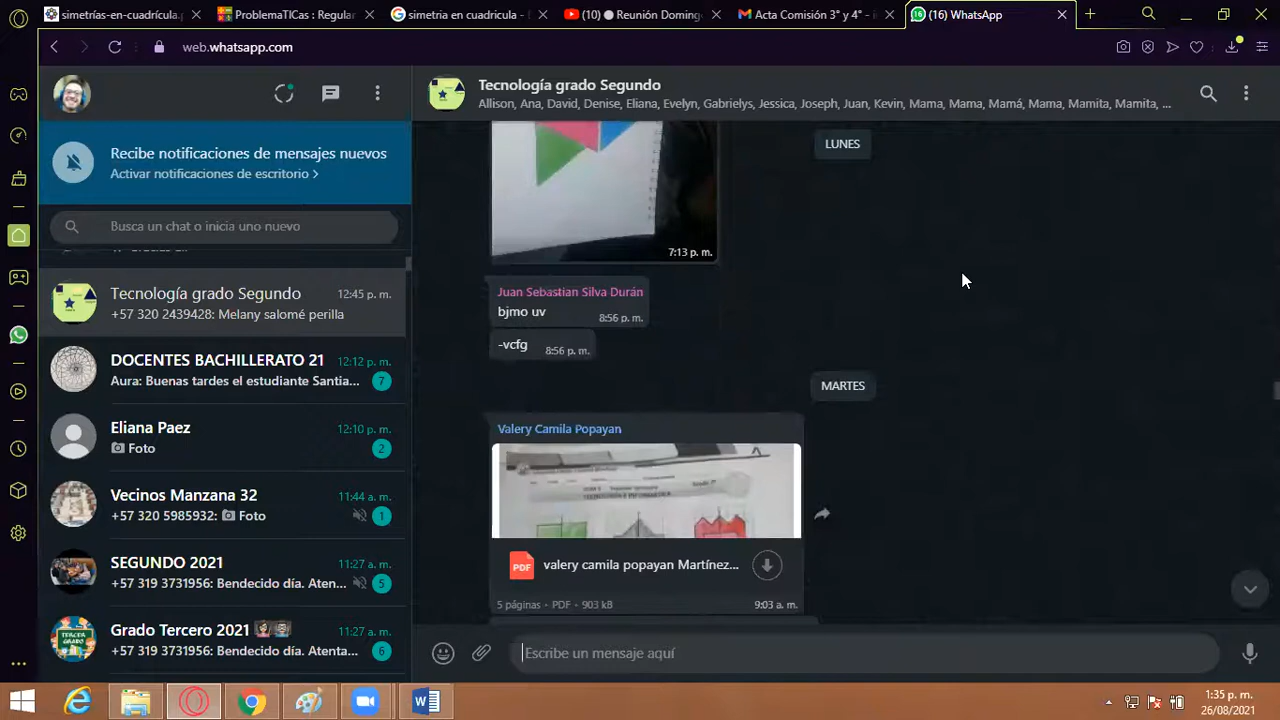 simetrías-en-cuadrícula.p
ProblemaTICas : Regular
simetria en cuadricula -
(10) Reunión Doming
Acta Comisión 3° y 4° - i
(16) WhatsApp
web.whatsapp.com
Recibe notificaciones de mensajes nuevos
Activar notificaciones de escritorio >
Busca un chat o inicia uno nuevo
Tecnología grado Segundo
12:45 p. m.
+57 320 2439428: Melany salomé perilla
DOCENTES BACHILLERATO 21
12:12 p. m.
Aura: Buenas tardes el estudiante Santia...
7
Eliana Paez
12:10 p. m.
Foto
2
Vecinos Manzana 32
11:44 a. m.
+57 320 5985932: Foto
1
SEGUNDO 2021
11:27 a. m.
+57 319 3731956: Bendecido día. Aten...
5
Grado Tercero 2021
11:27 a. m.
+57 319 3731956: Bendecido día. Atenta...
6
Tecnología grado Segundo
Allison, Ana, David, Denise, Eliana, Evelyn, Gabrielys, Jessica, Joseph, Juan, Kevin, Mama, Mama, Mamá, Mama, Mamita, Mamita, ...
LUNES
7:13 p. m.
Juan Sebastian Silva Durán
bjmo uv
8:56 p. m.
-vcfg
8:56 p. m.
MARTES
Valery Camila Popayan
TECNOLOGÍA E INFORMÁTICA
PDF
valery camila popayan Martínez...
5 páginas • PDF • 903 kB
9:03 a. m.
Escribe un mensaje aquí
1:35 p. m.
26/08/2021